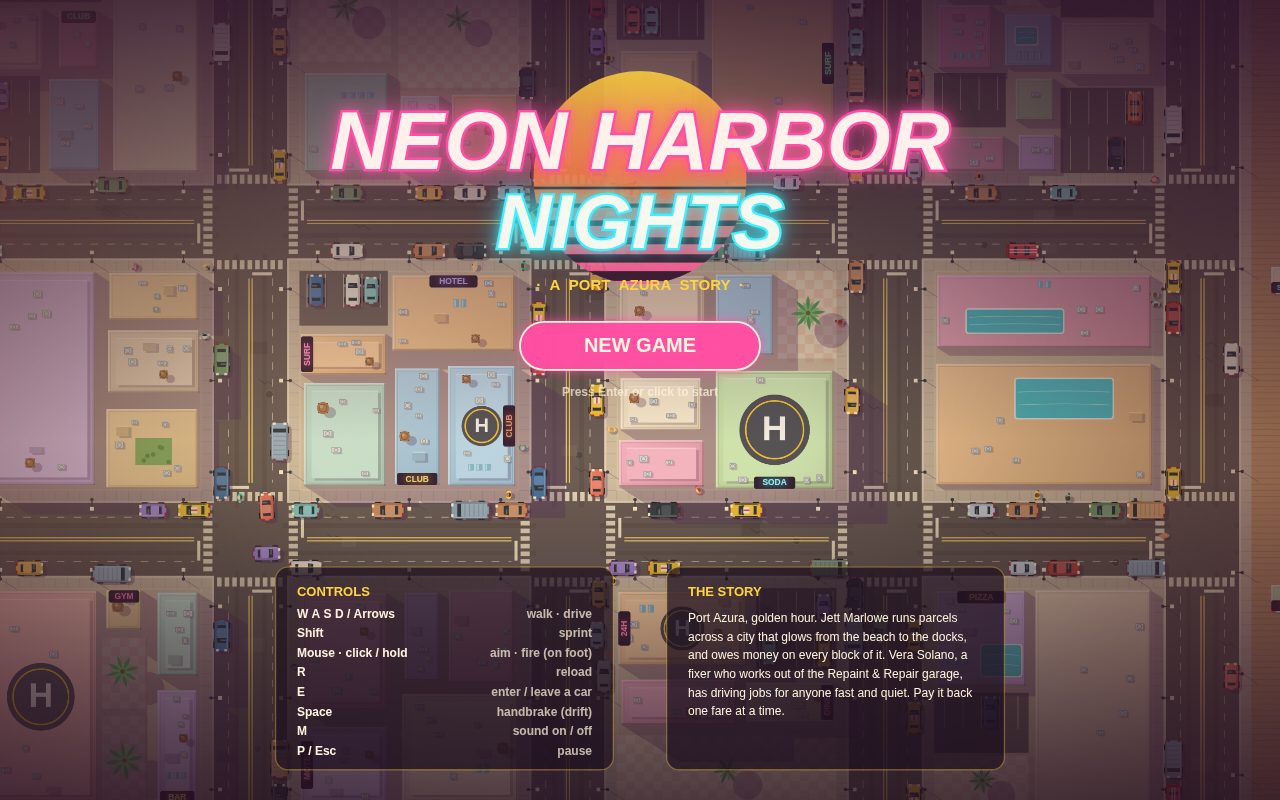 CLUB
SURF
NEON HARBOR
NIGHTS
· A PORT AZURA STORY ·
HOTEL
SURF
NEW GAME
Press Enter or click to start
H
H
CLUB
CLUB
SODA
CONTROLS
W A S D / Arrows walk · drive
Shift sprint
Mouse · click / hold aim · fire (on foot)
R reload
E enter / leave a car
Space handbrake (drift)
M sound on / off
P / Esc pause
THE STORY
Port Azura, golden hour. Jett Marlowe runs parcels
across a city that glows from the beach to the docks,
and owes money on every block of it. Vera Solano, a
fixer who works out of the Repaint & Repair garage,
has driving jobs for anyone fast and quiet. Pay it back
one fare at a time.
GYM
24H
H
PIZZA
H
BAR